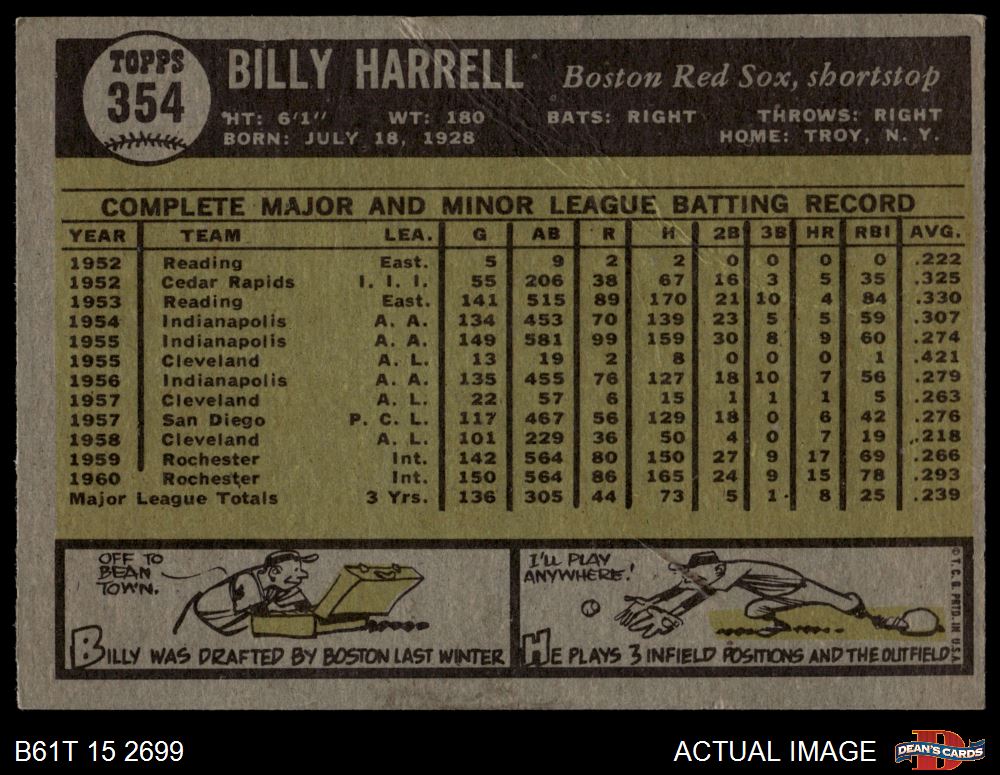 TOPPS
354
BILLY HARRELL Boston Red Sox, shortstop
HT: 6'1" WT: 180 BATS: RIGHT THROWS: RIGHT
BORN: JULY 18, 1928 HOME: TROY, N. Y.
COMPLETE MAJOR AND MINOR LEAGUE BATTING RECORD
YEAR TEAM LEA. G AB R H 2B 3B HR RBI AVG.
1952 Reading East. 5 9 2 2 0 0 0 0 .222
1952 Cedar Rapids I. I. I. 55 206 38 67 16 3 5 35 .325
1953 Reading East. 141 515 89 170 21 10 4 84 .330
1954 Indianapolis A. A. 134 453 70 139 23 5 5 59 .307
1955 Indianapolis A. A. 149 581 99 159 30 8 9 60 .274
1955 Cleveland A. L. 13 19 2 8 0 0 0 1 .421
1956 Indianapolis A. A. 135 455 76 127 18 10 7 56 .279
1957 Cleveland A. L. 22 57 6 15 1 1 1 5 .263
1957 San Diego P. C. L. 117 467 56 129 18 0 6 42 .276
1958 Cleveland A. L. 101 229 36 50 4 0 7 19 .218
1959 Rochester Int. 142 564 80 150 27 9 17 69 .266
1960 Rochester Int. 150 564 86 165 24 9 15 78 .293
Major League Totals 3 Yrs. 136 305 44 73 5 1 8 25 .239
OFF TO
BEAN
TOWN.
BILLY WAS DRAFTED BY BOSTON LAST WINTER
I'LL PLAY
ANYWHERE!
HE PLAYS 3 INFIELD POSITIONS AND THE OUTFIELD
© T. C. G. PRTD. IN U.S.A.
B61T 15 2699
ACTUAL IMAGE
D
DEAN'S CARDS